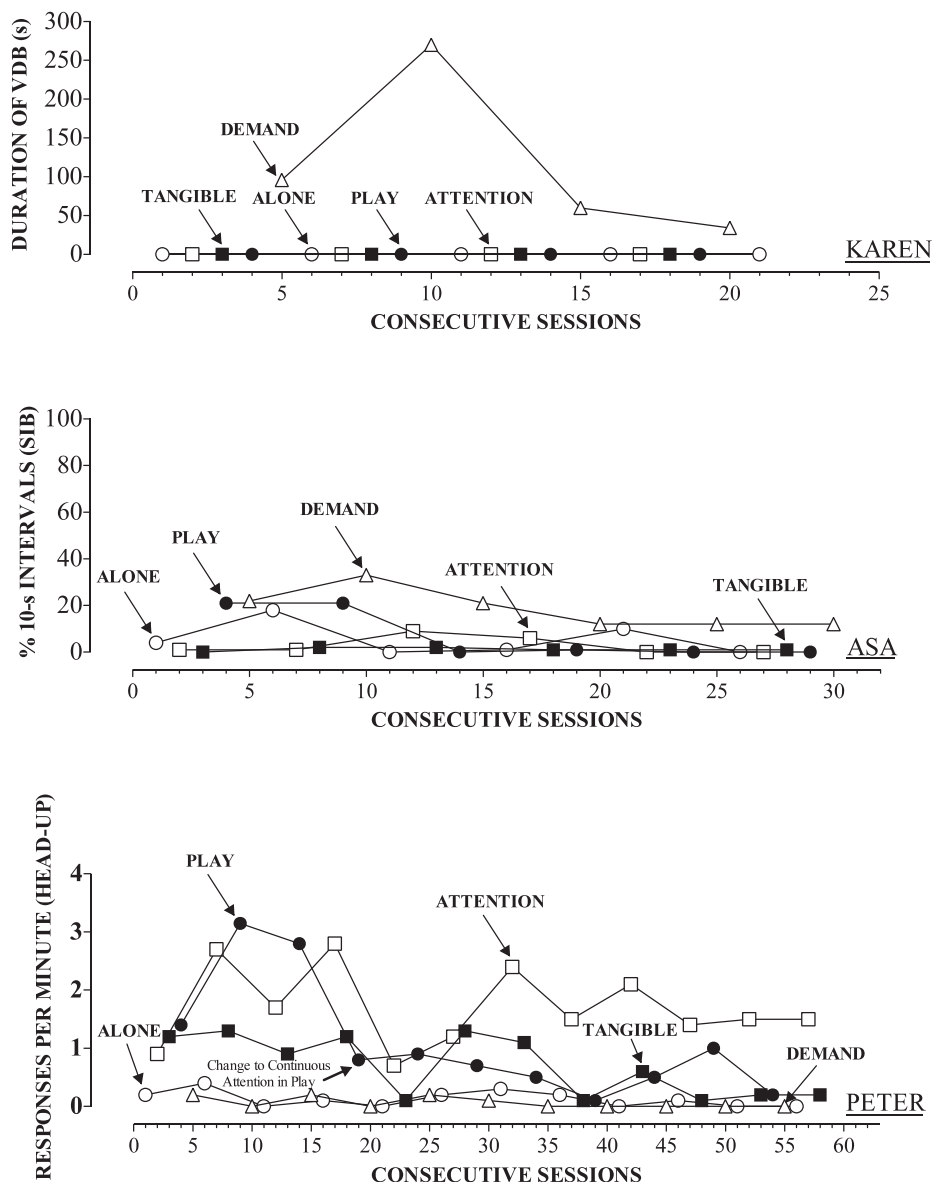 DURATION OF VDB (s)
300
250
200
150
100
50
0
DEMAND
TANGIBLE ALONE PLAY ATTENTION
KAREN
0 5 10 15 20 25
CONSECUTIVE SESSIONS
% 10-s INTERVALS (SIB)
100
80
60
40
20
0
DEMAND
PLAY
ALONE
ATTENTION
TANGIBLE
ASA
0 5 10 15 20 25 30
CONSECUTIVE SESSIONS
RESPONSES PER MINUTE (HEAD-UP)
4
3
2
1
0
PLAY
ATTENTION
ALONE
Change to Continuous
Attention in Play
TANGIBLE
DEMAND
PETER
0 5 10 15 20 25 30 35 40 45 50 55 60
CONSECUTIVE SESSIONS